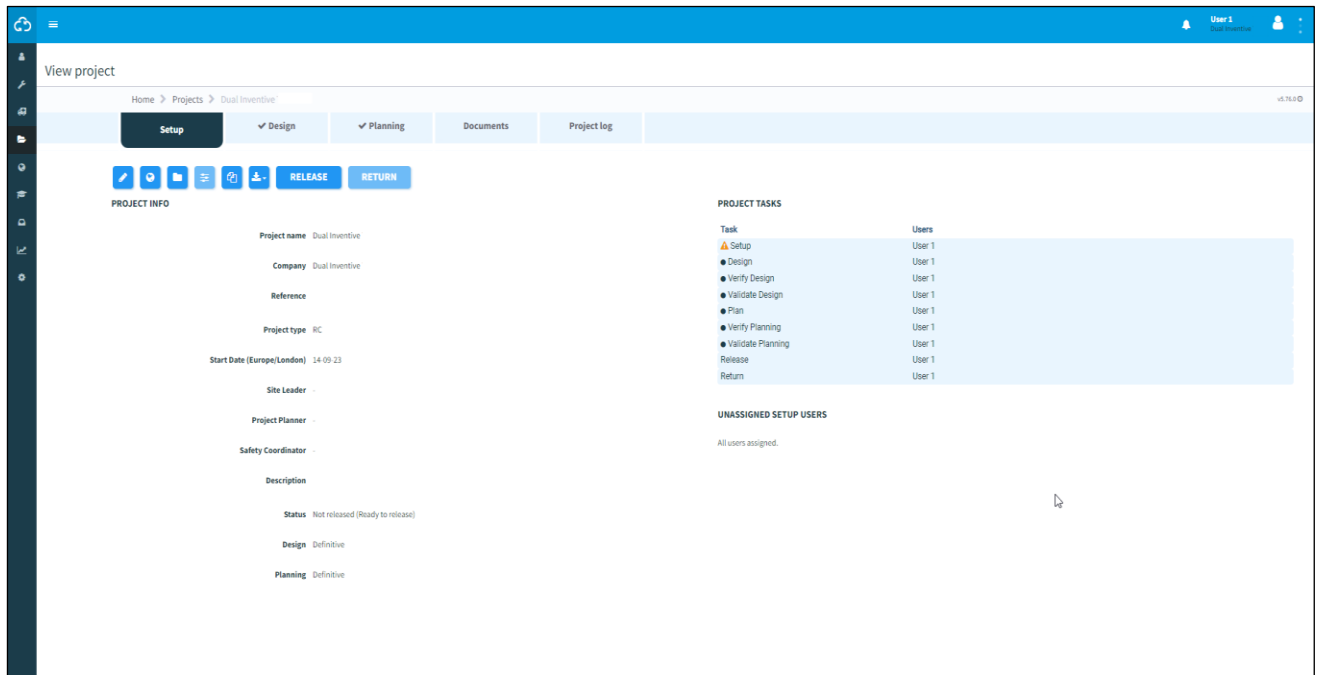 User 1
Dual Inventive
View project
Home > Projects > Dual Inventive
v5.76.0
Setup
Design
Planning
Documents
Project log
RELEASE
RETURN
PROJECT INFO
Project name Dual Inventive
Company Dual Inventive
Reference
Project type RC
Start Date (Europe/London) 14-09-23
Site Leader -
Project Planner -
Safety Coordinator -
Description
Status Not released (Ready to release)
Design Definitive
Planning Definitive
PROJECT TASKS
Task Users
Setup User 1
Design User 1
Verify Design User 1
Validate Design User 1
Plan User 1
Verify Planning User 1
Validate Planning User 1
Release User 1
Return User 1
UNASSIGNED SETUP USERS
All users assigned.